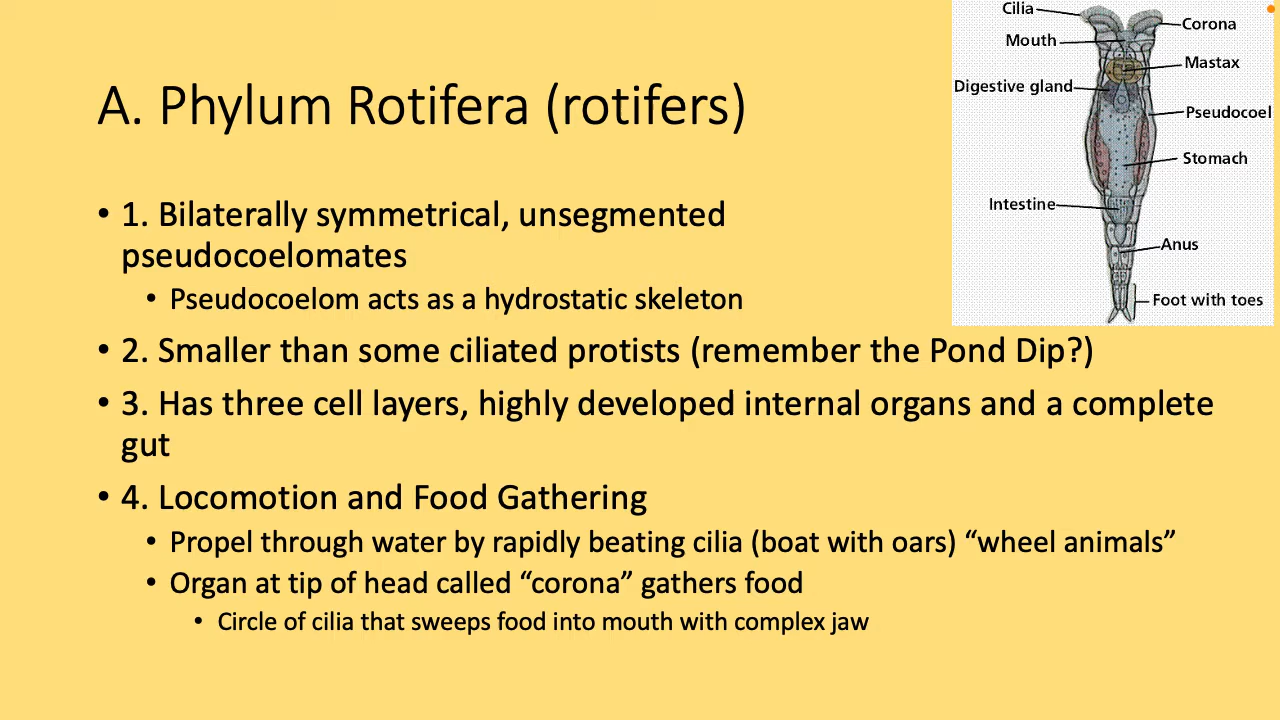 A. Phylum Rotifera (rotifers)
• 1. Bilaterally symmetrical, unsegmented
pseudocoelomates
• Pseudocoelom acts as a hydrostatic skeleton
• 2. Smaller than some ciliated protists (remember the Pond Dip?)
• 3. Has three cell layers, highly developed internal organs and a complete
gut
• 4. Locomotion and Food Gathering
• Propel through water by rapidly beating cilia (boat with oars) “wheel animals”
• Organ at tip of head called “corona” gathers food
• Circle of cilia that sweeps food into mouth with complex jaw
Cilia
Corona
Mouth
Mastax
Digestive gland
Pseudocoel
Stomach
Intestine
Anus
Foot with toes